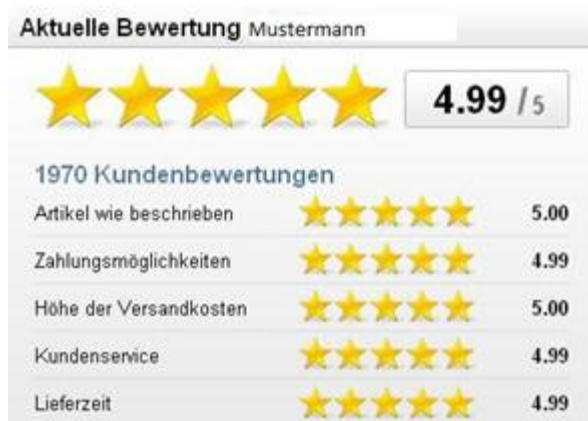 Aktuelle Bewertung Mustermann
4.99 / 5
1970 Kundenbewertungen
Artikel wie beschrieben 5.00
Zahlungsmöglichkeiten 4.99
Höhe der Versandkosten 5.00
Kundenservice 4.99
Lieferzeit 4.99